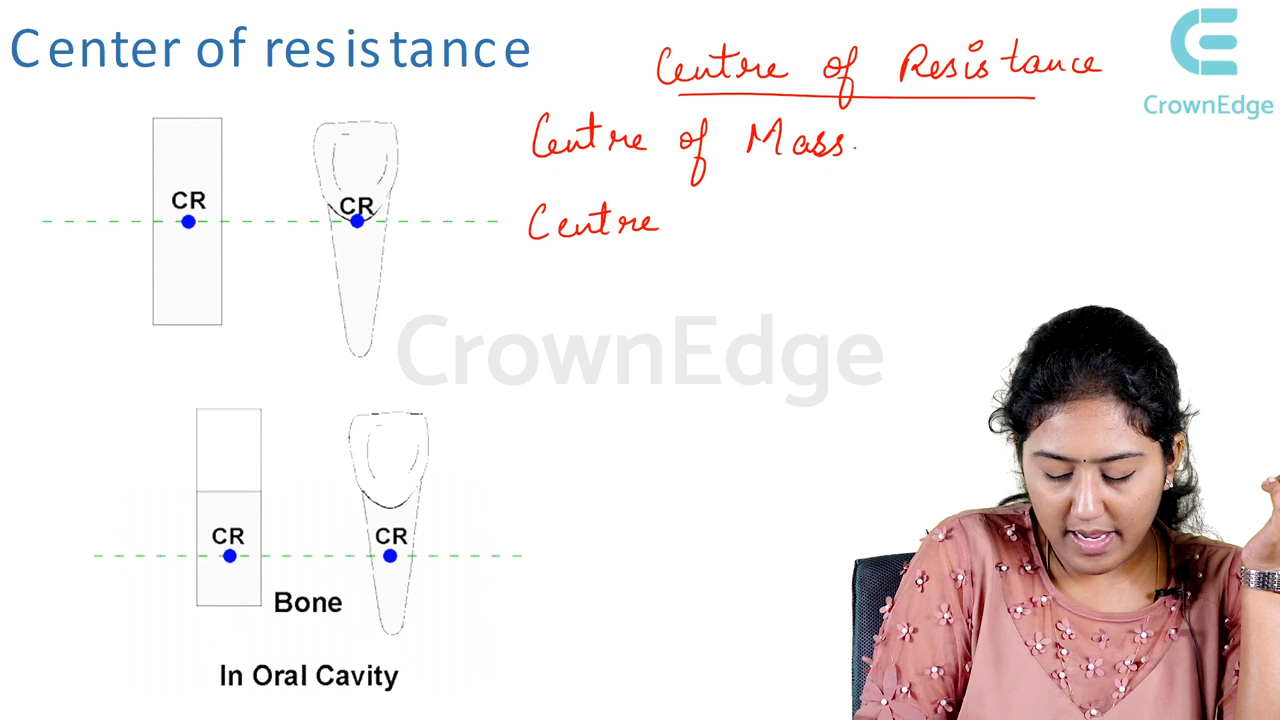 Center of resistance
Centre of Resistance
CrownEdge
Centre of Mass.
CR
CR
Centre
CrownEdge
CR
CR
Bone
In Oral Cavity